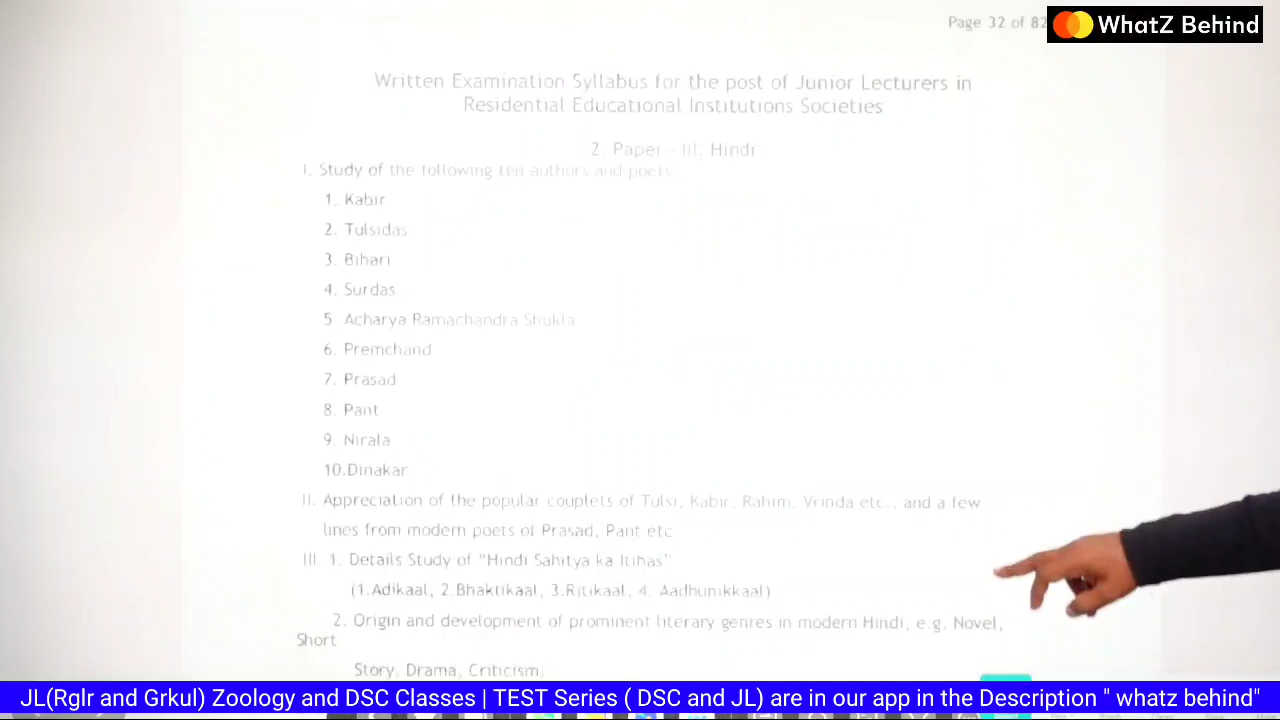 Page 32 of 82
WhatZ Behind
Written Examination Syllabus for the post of Junior Lecturers in
Residential Educational Institutions Societies
2. Paper - III. Hindi
I. Study of the following ten authors and poets:
1. Kabir
2. Tulsidas
3. Bihari
4. Surdas
5 Acharya Ramachandra Shukla
6. Premchand
7. Prasad
8. Pant
9. Nirala
10.Dinakar
II. Appreciation of the popular couplets of Tulsi, Kabir, Rahim, Vrinda etc., and a few
lines from modern poets of Prasad, Pant etc
III. 1. Details Study of “Hindi Sahitya ka Itihas”
(1.Adikaal, 2.Bhaktikaal, 3.Ritikaal, 4. Aadhunikkaal)
2. Origin and development of prominent literary genres in modern Hindi, e.g. Novel,
Short
Story, Drama, Criticism,
JL(Rglr and Grkul) Zoology and DSC Classes | TEST Series ( DSC and JL) are in our app in the Description " whatz behind"